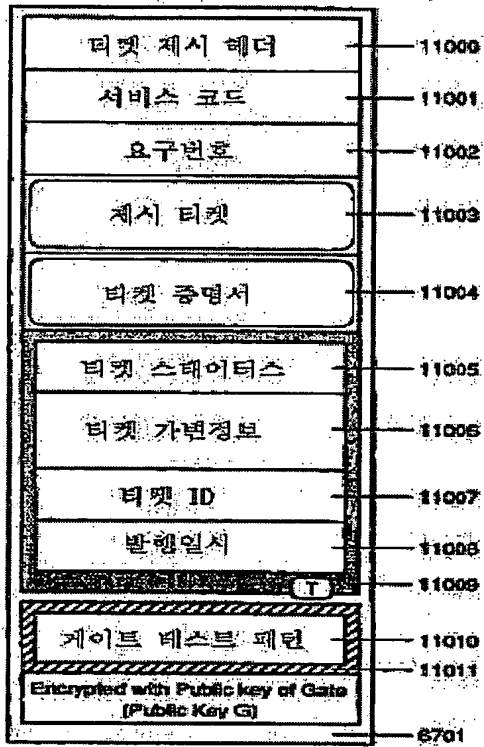 티켓 제시 헤더 11000
서비스 코드 11001
요구번호 11002
제시 티켓 11003
티켓 증명서 11004
티켓 스테이터스 11005
티켓 가변정보 11006
티켓 ID 11007
발행일시 11008
T 11009
게이트 테스트 패턴 11010
11011
Encrypted with Public key of Gate
(Public Key G)
6701